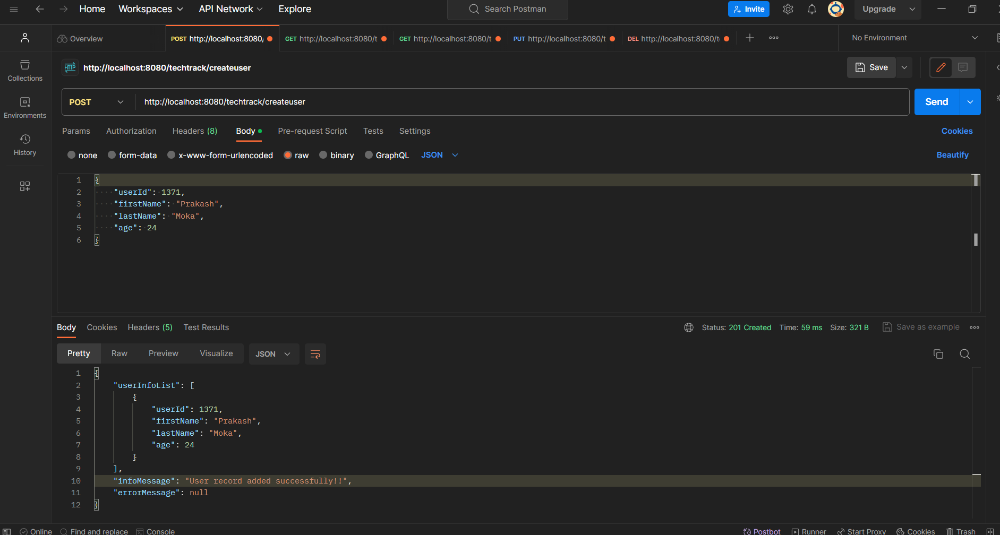 Home Workspaces API Network Explore Search Postman Invite Upgrade
Overview POST http://localhost:8080/ GET http://localhost:8080/t GET http://localhost:8080/t PUT http://localhost:8080/t DEL http://localhost:8080/t No Environment
HTTP http://localhost:8080/techtrack/createuser Save
Collections
POST http://localhost:8080/techtrack/createuser Send
Environments
Params Authorization Headers (8) Body Pre-request Script Tests Settings Cookies
History
none form-data x-www-form-urlencoded raw binary GraphQL JSON Beautify
1 {
2 "userId": 1371,
3 "firstName": "Prakash",
4 "lastName": "Moka",
5 "age": 24
6 }
Body Cookies Headers (5) Test Results Status: 201 Created Time: 59 ms Size: 321 B Save as example
Pretty Raw Preview Visualize JSON
1 {
2 "userInfoList": [
3 {
4 "userId": 1371,
5 "firstName": "Prakash",
6 "lastName": "Moka",
7 "age": 24
8 }
9 ],
10 "infoMessage": "User record added successfully!!",
11 "errorMessage": null
12 }
Online Find and replace Console Postbot Runner Start Proxy Cookies Trash